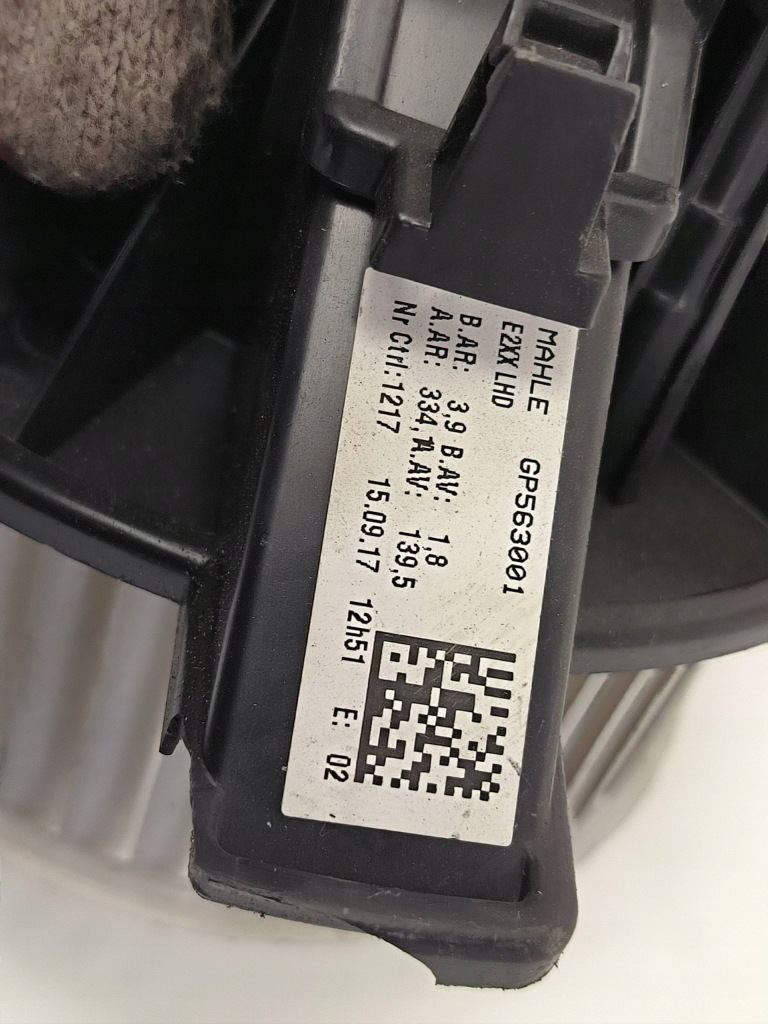 MAHLE GP563001
E2XX LHD
B.AR: 3,9 B.AV: 1,8
A.AR: 334,1A.AV: 139,5
Nr Ctrl:1217 15.09.17 12h51 E: 02